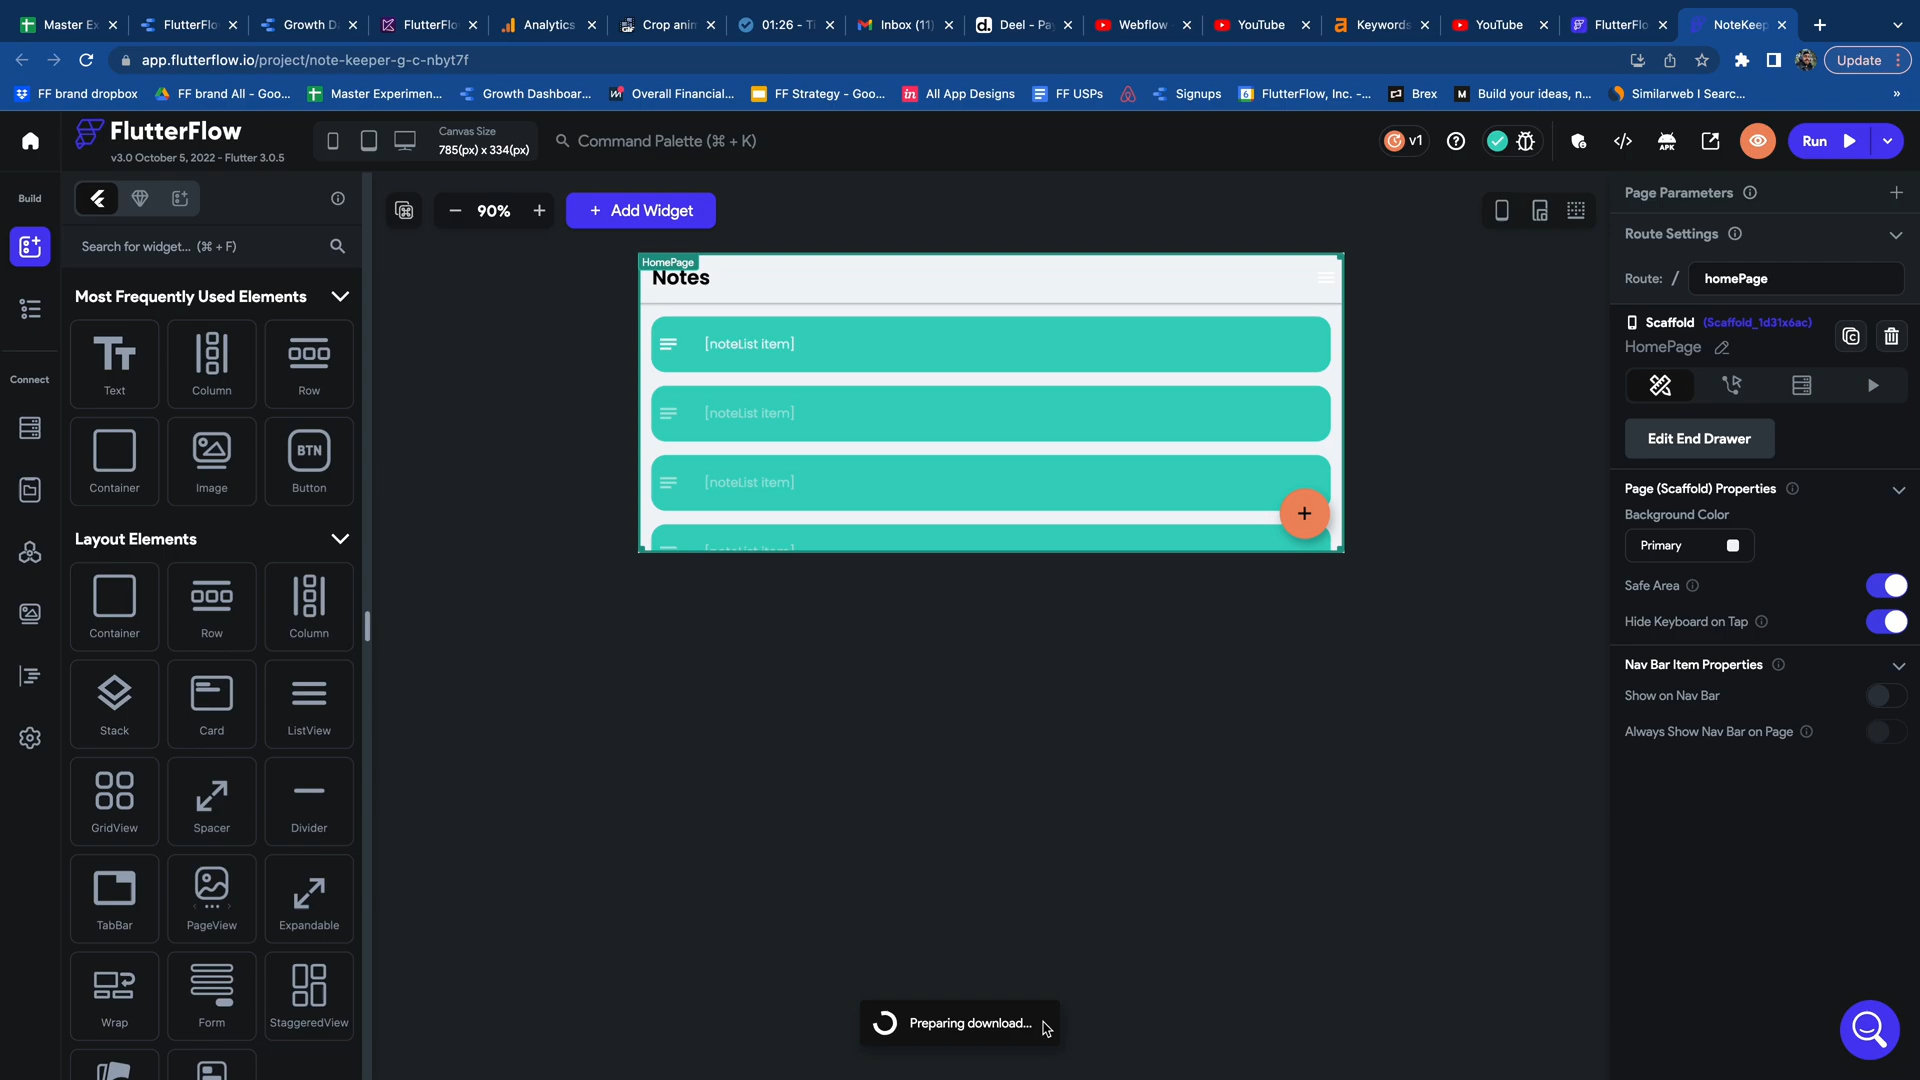 Master Ex
FlutterFlo
Growth D
FlutterFlo
Analytics
Crop anin
01:26 - Ti
Inbox (11)
Deel - Pay
Webflow
YouTube
Keywords
YouTube
FlutterFlo
NoteKeep
app.flutterflow.io/project/note-keeper-g-c-nbyt7f
Update
FF brand dropbox
FF brand All - Goo...
Master Experimen...
Growth Dashboar...
Overall Financial...
FF Strategy - Goo...
All App Designs
FF USPs
Signups
FlutterFlow, Inc. -...
Brex
Build your ideas, n...
Similarweb I Searc...
»
FlutterFlow
v3.0 October 5, 2022 - Flutter 3.0.5
Canvas Size
785(px) x 334(px)
Command Palette (⌘ + K)
v1
APK
Run
Build
Search for widget... (⌘ + F)
Connect
Most Frequently Used Elements
Text
Column
Row
Container
Image
BTN
Button
Layout Elements
Container
Row
Column
Stack
Card
ListView
GridView
Spacer
Divider
TabBar
PageView
Expandable
Wrap
Form
StaggeredView
90%
+ Add Widget
HomePage
Notes
[noteList item]
[noteList item]
[noteList item]
[noteList item]
Preparing download...
Page Parameters
Route Settings
Route: /
homePage
Scaffold (Scaffold_1d31x6ac)
HomePage
Edit End Drawer
Page (Scaffold) Properties
Background Color
Primary
Safe Area
Hide Keyboard on Tap
Nav Bar Item Properties
Show on Nav Bar
Always Show Nav Bar on Page